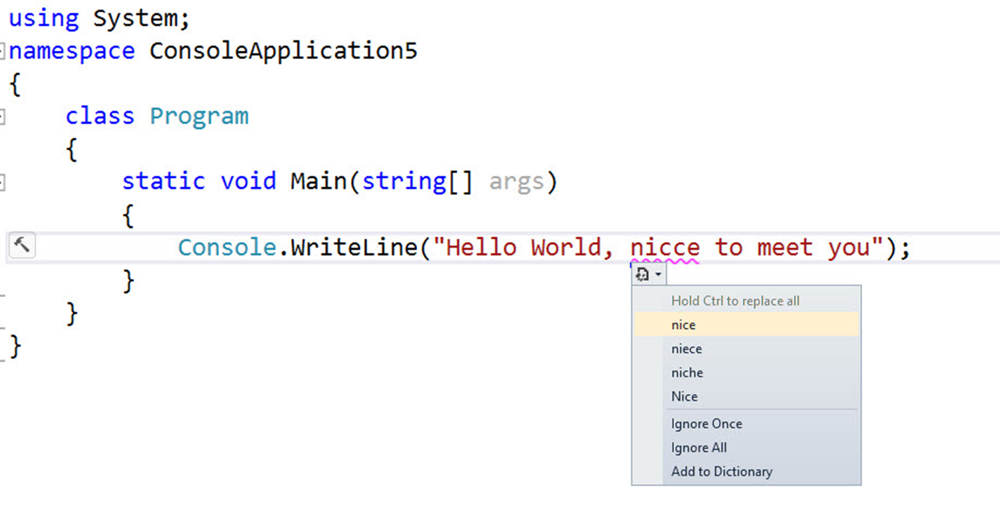 using System;
namespace ConsoleApplication5
{
    class Program
    {
        static void Main(string[] args)
        {
            Console.WriteLine("Hello World, nicce to meet you");
        }
    }
}
Hold Ctrl to replace all
nice
niece
niche
Nice
Ignore Once
Ignore All
Add to Dictionary